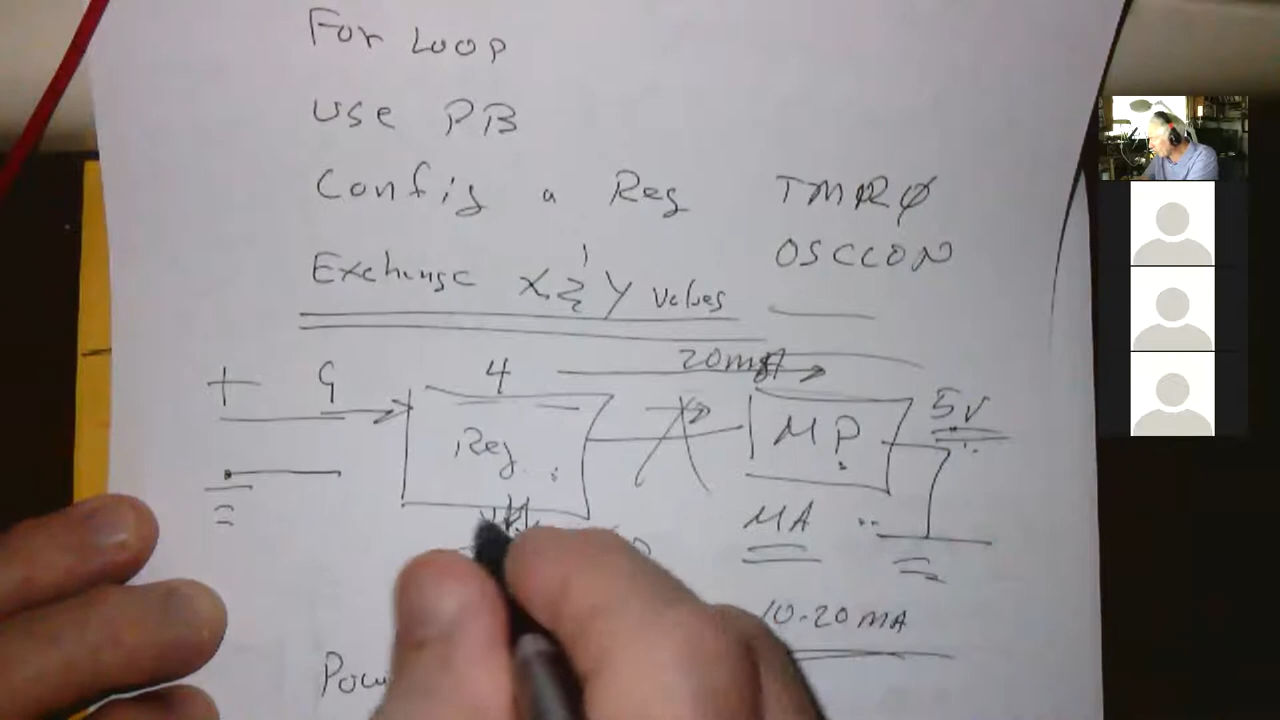 For Loop
Use PB
Config a Reg TMR0
OSCCON
Exchange X & Y values
20mA
+ 9 4
Reg MP 5V
MA
10-20 MA